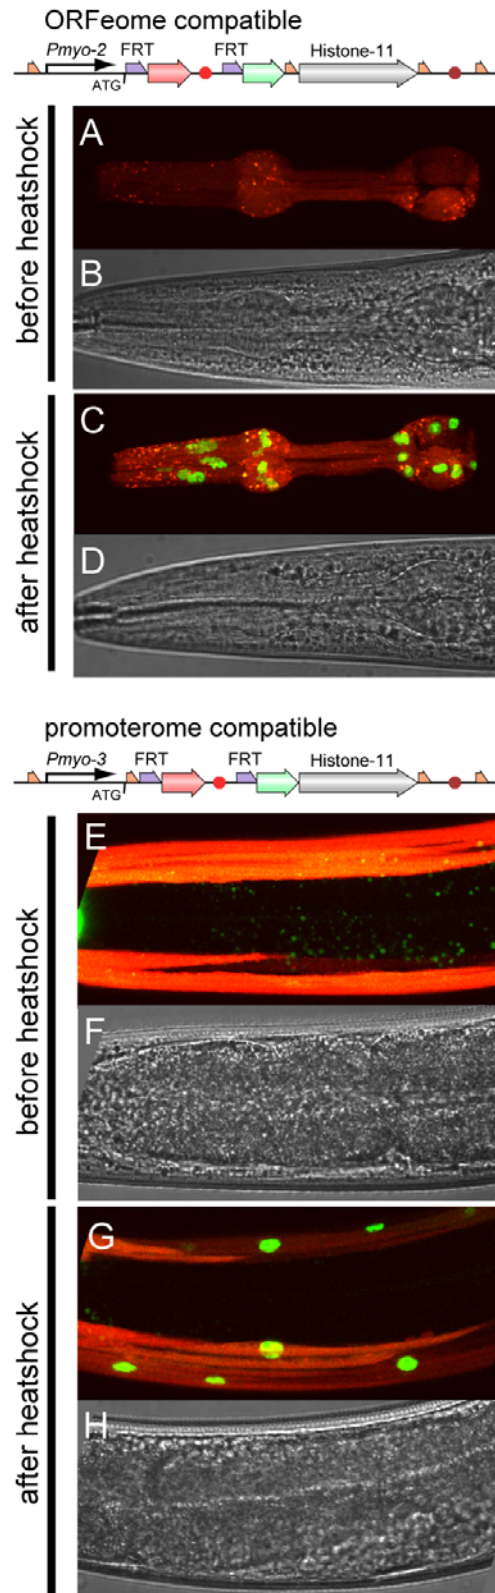 ORFeome compatible
Pmyo-2 FRT FRT Histone-11
ATG
before heatshock
A
B
after heatshock
C
D
promoterome compatible
Pmyo-3 FRT FRT Histone-11
ATG
before heatshock
E
F
after heatshock
G
H